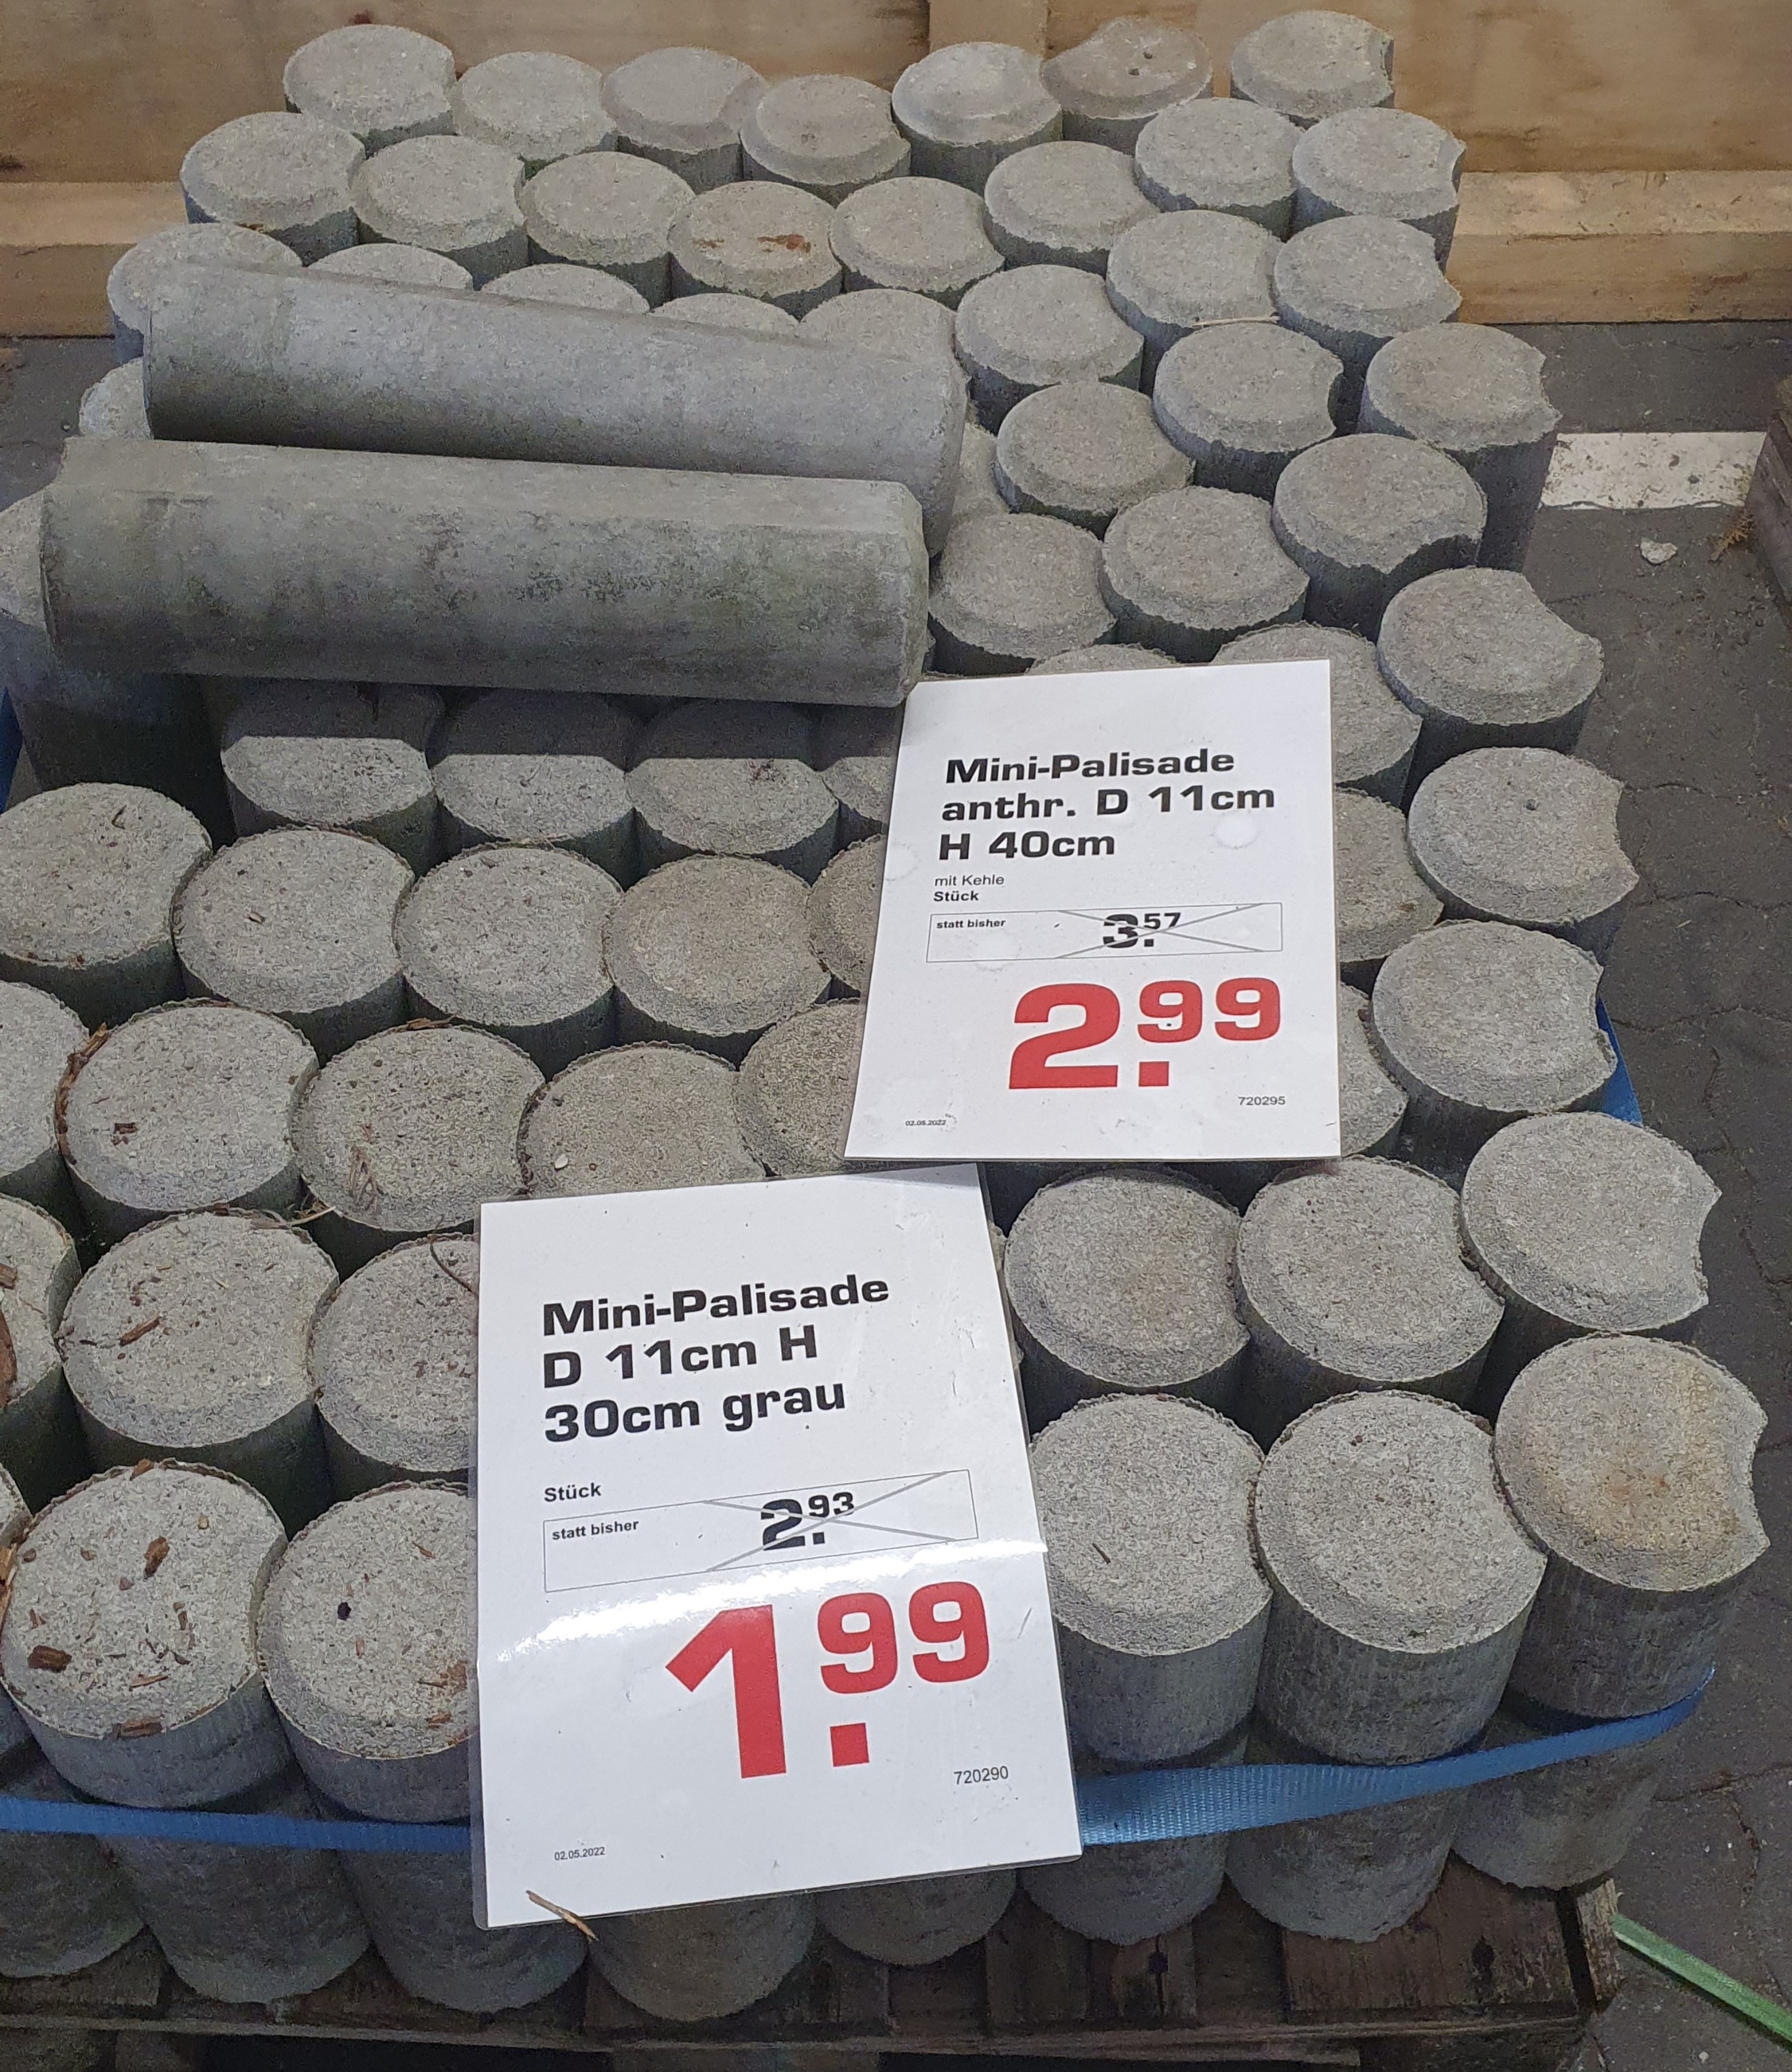 Mini-Palisade
anthr. D 11cm
H 40cm
mit Kehle
Stück
statt bisher 3.57
2.99
720295
02.05.2022
Mini-Palisade
D 11cm H
30cm grau
Stück
statt bisher 2.93
1.99
720290
02.05.2022